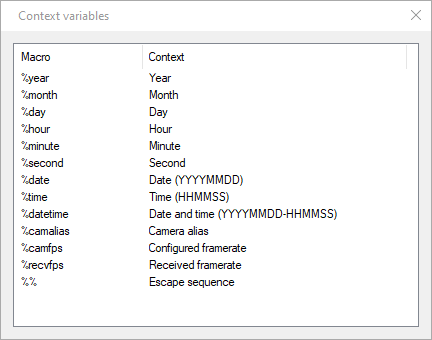 Context variables
Macro Context
%year Year
%month Month
%day Day
%hour Hour
%minute Minute
%second Second
%date Date (YYYYMMDD)
%time Time (HHMMSS)
%datetime Date and time (YYYYMMDD-HHMMSS)
%camalias Camera alias
%camfps Configured framerate
%recvfps Received framerate
%% Escape sequence